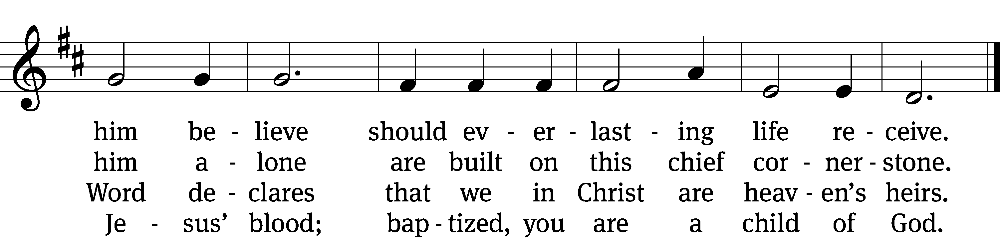 him be - lieve should ev - er - last - ing life re - ceive.
him a - lone are built on this chief cor - ner - stone.
Word de - clares that we in Christ are heav - en’s heirs.
Je - sus’ blood; bap - tized, you are a child of God.